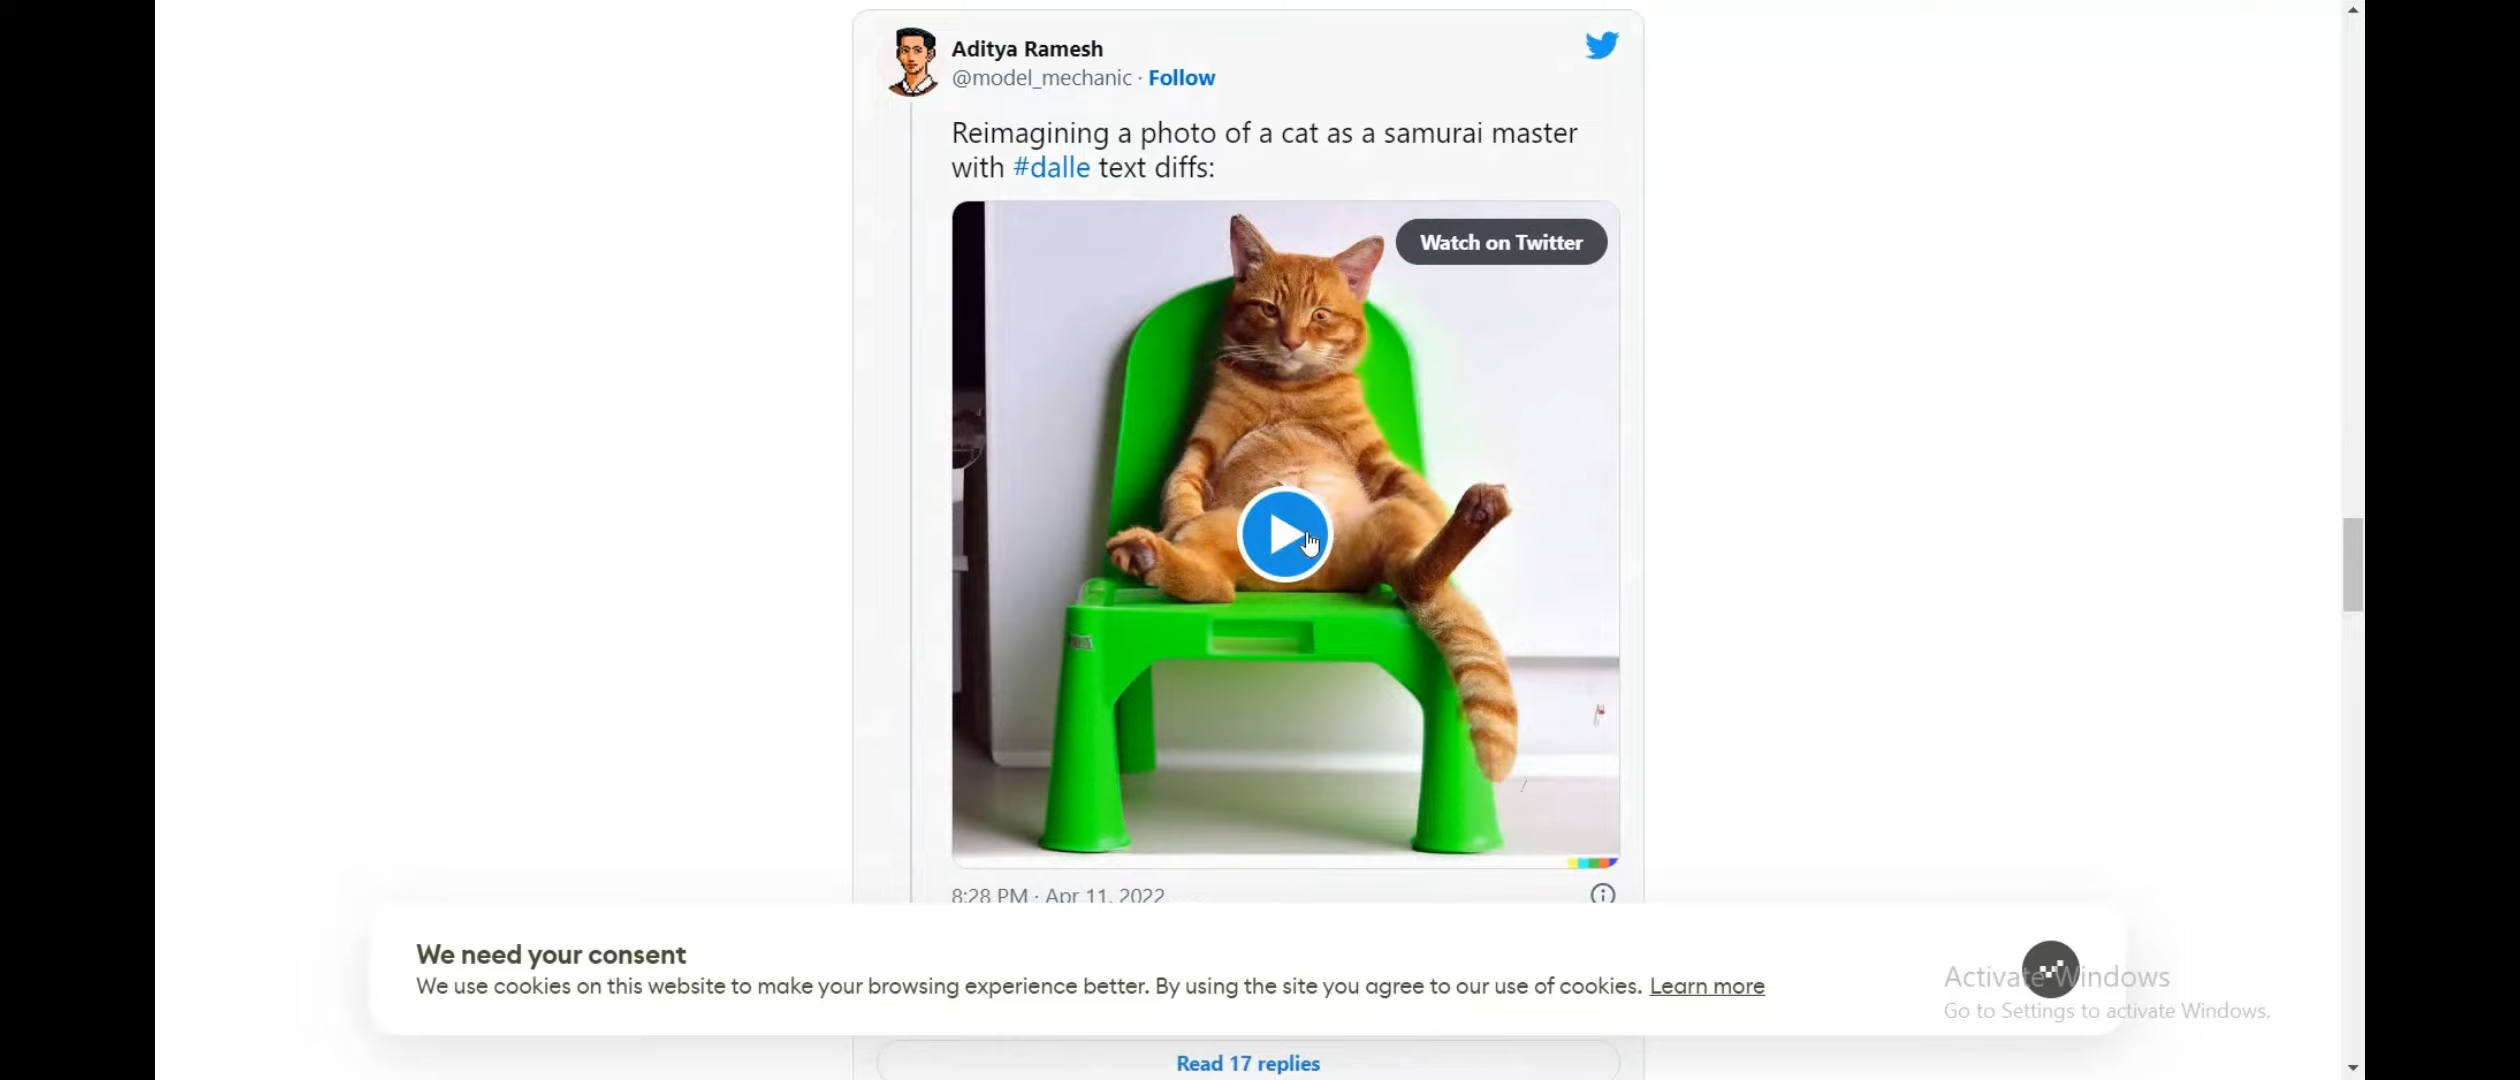 Aditya Ramesh
@model_mechanic · Follow
Reimagining a photo of a cat as a samurai master
with #dalle text diffs:
Watch on Twitter
8:28 PM · Apr 11, 2022
We need your consent
We use cookies on this website to make your browsing experience better. By using the site you agree to our use of cookies. Learn more
Activate Windows
Go to Settings to activate Windows.
Read 17 replies